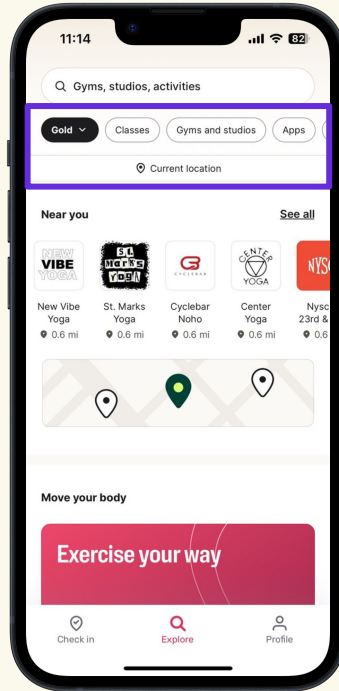 11:14
82
Gyms, studios, activities
Gold Classes Gyms and studios Apps
Current location
Near you See all
NEW VIBE YOGA
St. Marks Yoga
CYCLEBAR
CENTER YOGA
NYS
New Vibe Yoga
0.6 mi
St. Marks Yoga
0.6 mi
Cyclebar Noho
0.6 mi
Center Yoga
0.6 mi
Nysc 23rd &
0.6
Move your body
Exercise your way
Check in Explore Profile